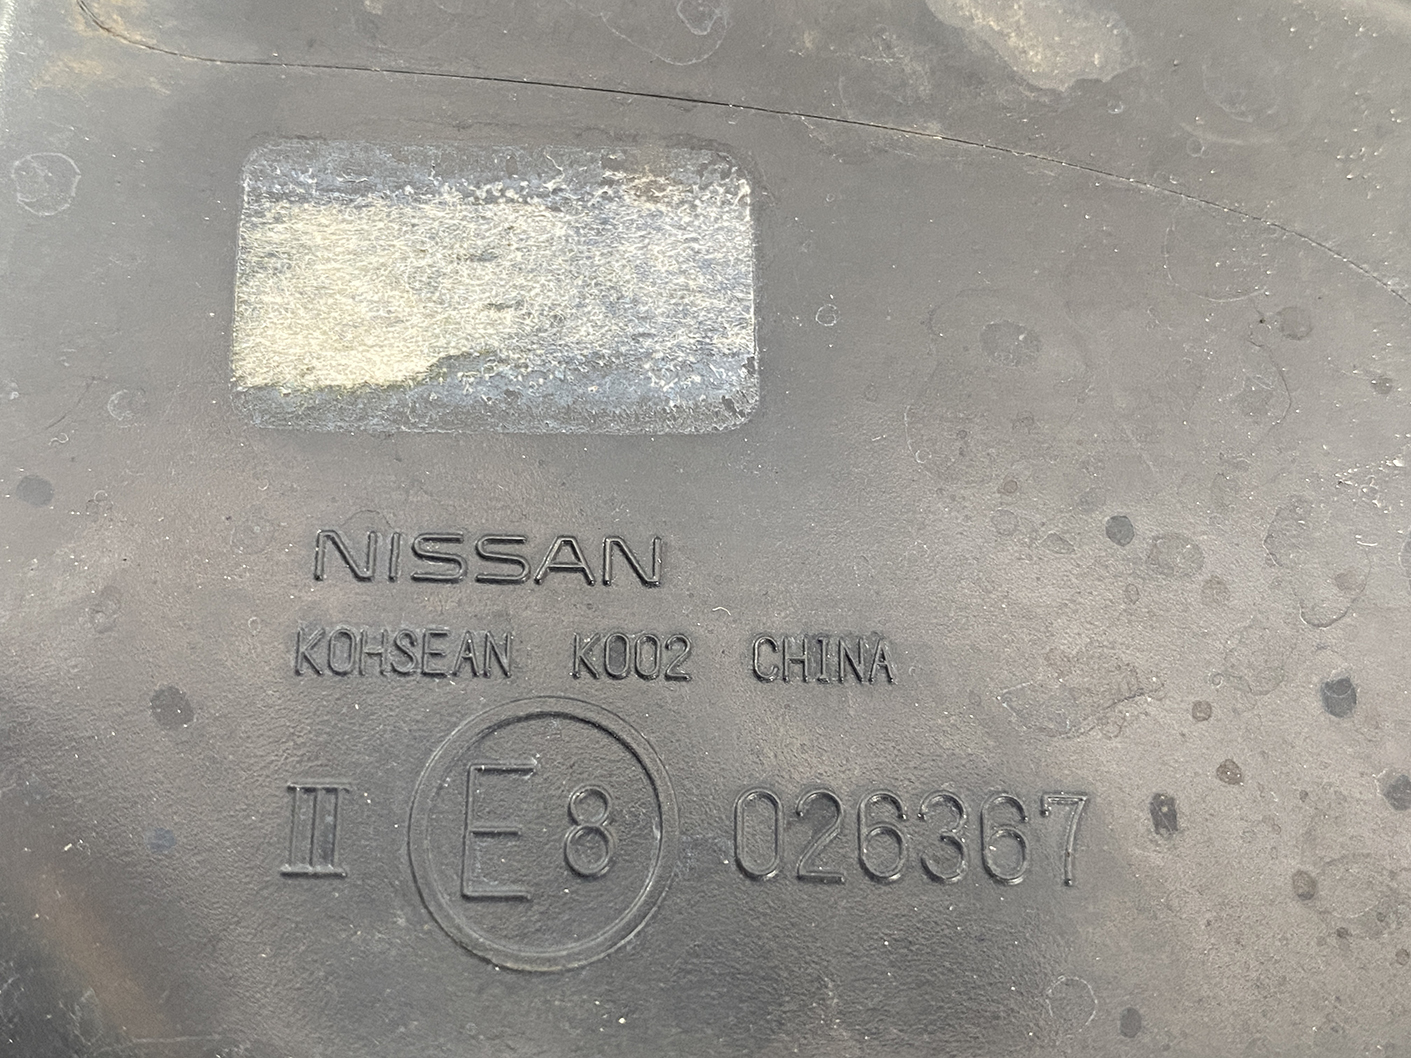 NISSAN
KOHSEAN K002 CHINA
III E8 026367